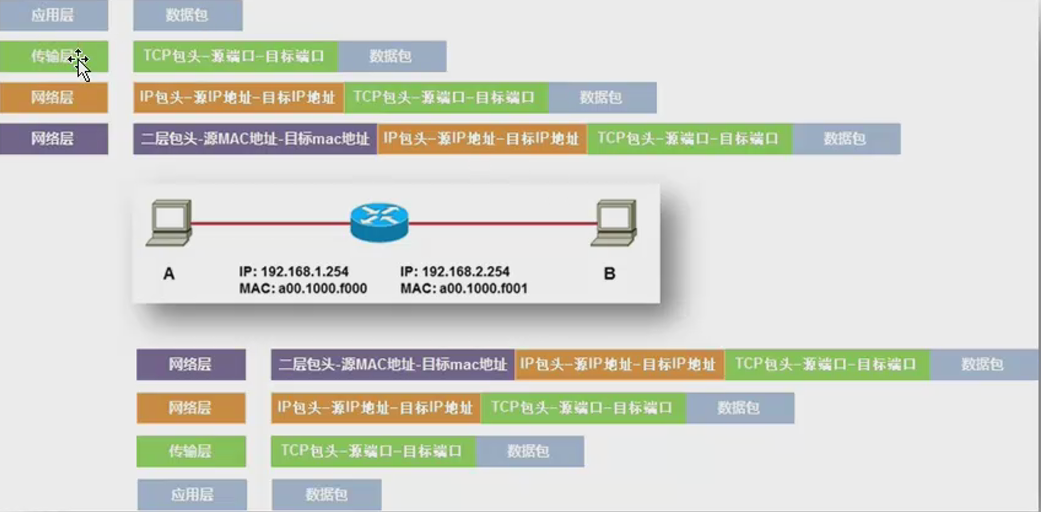 应用层 数据包
传输层 TCP包头-源端口-目标端口 数据包
网络层 IP包头-源IP地址-目标IP地址 TCP包头-源端口-目标端口 数据包
网络层 二层包头-源MAC地址-目标mac地址 IP包头-源IP地址-目标IP地址 TCP包头-源端口-目标端口 数据包
A IP: 192.168.1.254 IP: 192.168.2.254 B
MAC: a00.1000.f000 MAC: a00.1000.f001
网络层 二层包头-源MAC地址-目标mac地址 IP包头-源IP地址-目标IP地址 TCP包头-源端口-目标端口 数据包
网络层 IP包头-源IP地址-目标IP地址 TCP包头-源端口-目标端口 数据包
传输层 TCP包头-源端口-目标端口 数据包
应用层 数据包